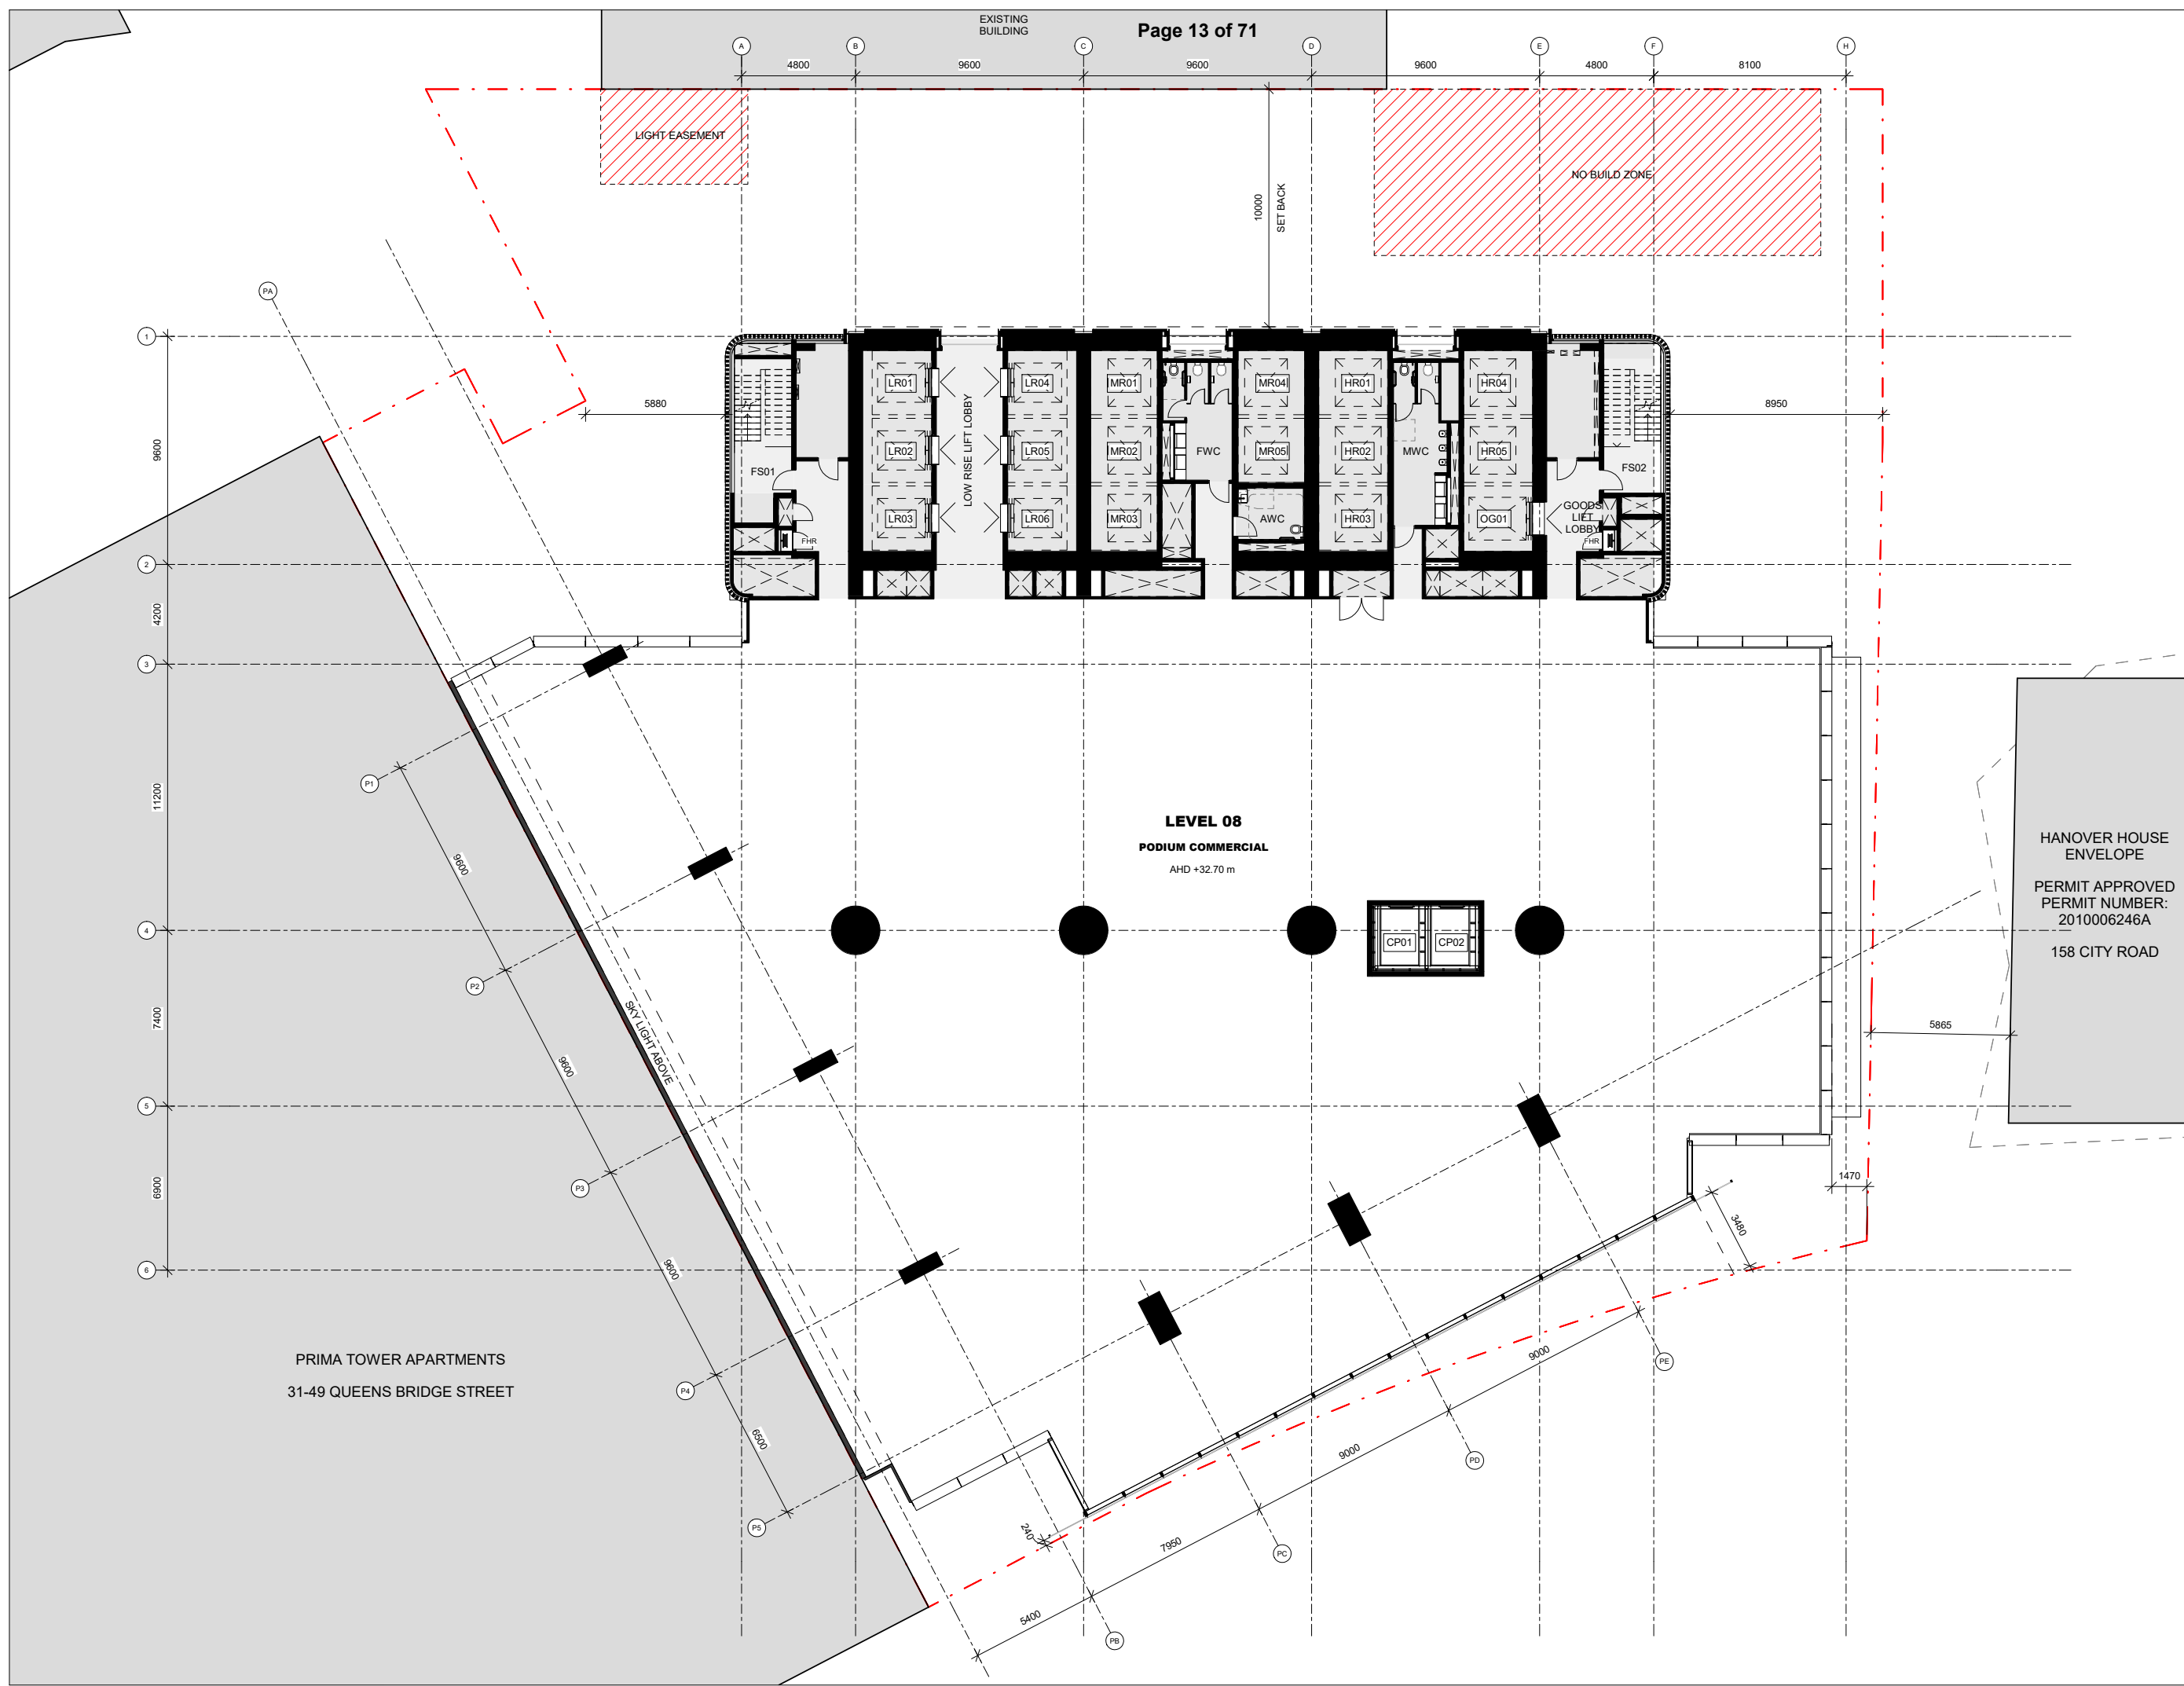 EXISTING
BUILDING
Page 13 of 71
A
B
C
D
E
F
H
4800
9600
9600
9600
4800
8100
LIGHT EASEMENT
NO BUILD ZONE
10000
SET BACK
PA
1
5880
8950
9600
LR01
LR04
MR01
MR04
HR01
HR04
LOW RISE LIFT LOBBY
LR02
LR05
MR02
FWC
MR05
HR02
MWC
HR05
FS01
FS02
LR03
LR06
MR03
AWC
HR03
OG01
GOODS
LIFT
LOBBY
FHR
FHR
2
4200
3
P1
11200
9600
LEVEL 08
PODIUM COMMERCIAL
AHD +32.70 m
HANOVER HOUSE
ENVELOPE
PERMIT APPROVED
PERMIT NUMBER:
2010006246A
158 CITY ROAD
4
CP01
CP02
P2
7400
SKY LIGHT ABOVE
9600
5865
5
P3
6900
1470
3480
9600
6
PRIMA TOWER APARTMENTS
31-49 QUEENS BRIDGE STREET
P4
6500
9000
PE
9000
PD
P5
240
7950
PC
5400
PB